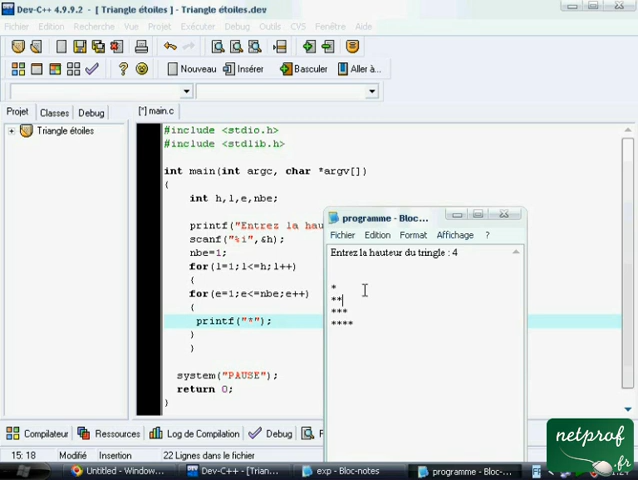 Dev-C++ 4.9.9.2 - [ Triangle étoiles ] - Triangle étoiles.dev
Fichier Edition Recherche Vue Projet Exécuter Debug Outils CVS Fenêtre Aide
Nouveau Insérer Basculer Aller à...
Projet Classes Debug [*] main.c
Triangle étoiles
#include <stdio.h>
#include <stdlib.h>
int main(int argc, char *argv[])
{
int h,l,e,nbe;
printf("Entrez la hau
scanf("%i",&h);
nbe=1;
for(l=1;l<=h;l++)
{
for(e=1;e<=nbe;e++)
{
printf("*");
}
}
system("PAUSE");
return 0;
}
programme - Bloc...
Fichier Edition Format Affichage ?
Entrez la hauteur du tringle : 4
*
**
***
****
Compilateur Ressources Log de Compilation Debug
15: 18 Insertion 22 Lignes dans le Fichier
Untitled - Window... Dev-C++ - [Trian... exp - Bloc-notes programme - Bloc-... FR
netprof
.fr